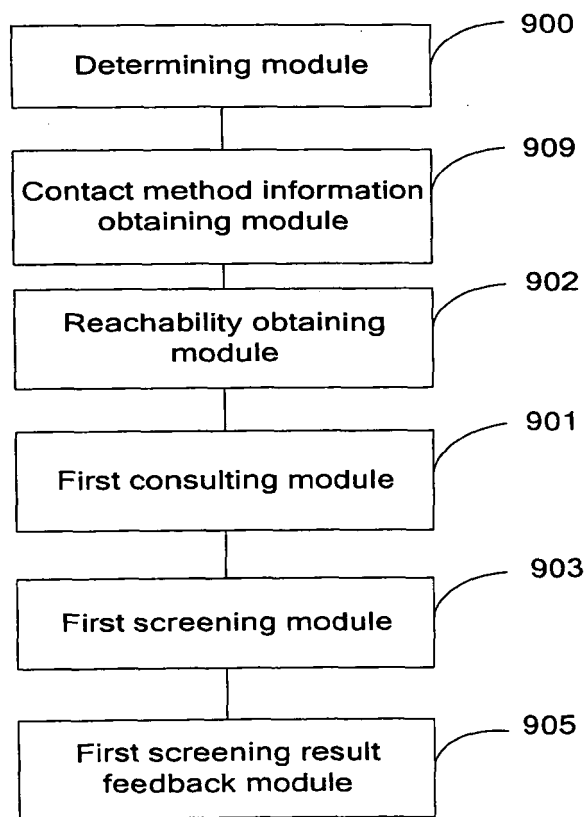 900
Determining module
909
Contact method information
obtaining module
902
Reachability obtaining
module
901
First consulting module
903
First screening module
905
First screening result
feedback module